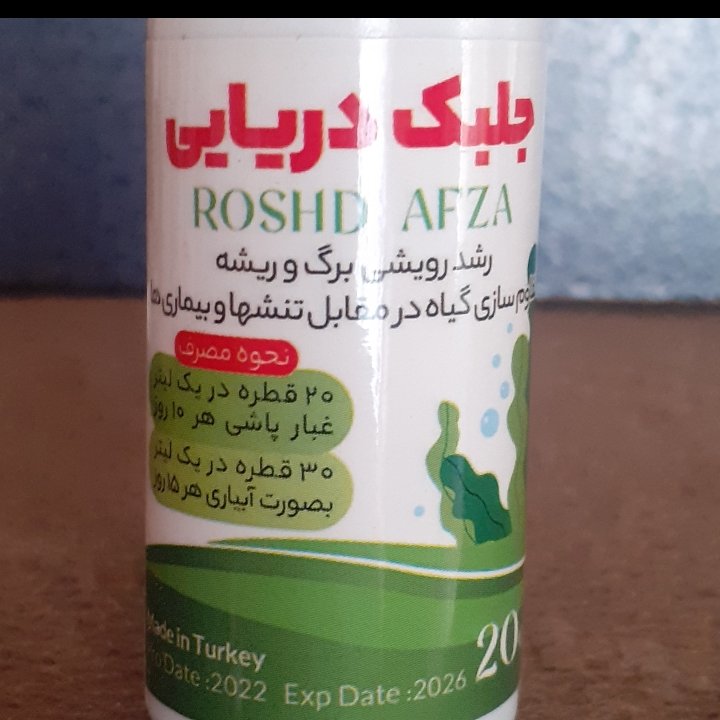 جلبک دریایی
ROSHD AFZA
رشد رویشی برگ و ریشه
سازی گیاه در مقابل تنشها و بیماری ها
نحوه مصرف
۲۰ قطره در یک لیتر
غبار پاشی هر ۱۰ روز
۳۰ قطره در یک لیتر
بصورت آبیاری هر ۱۵ روز
Made in Turkey
Date :2022 Exp Date :2026